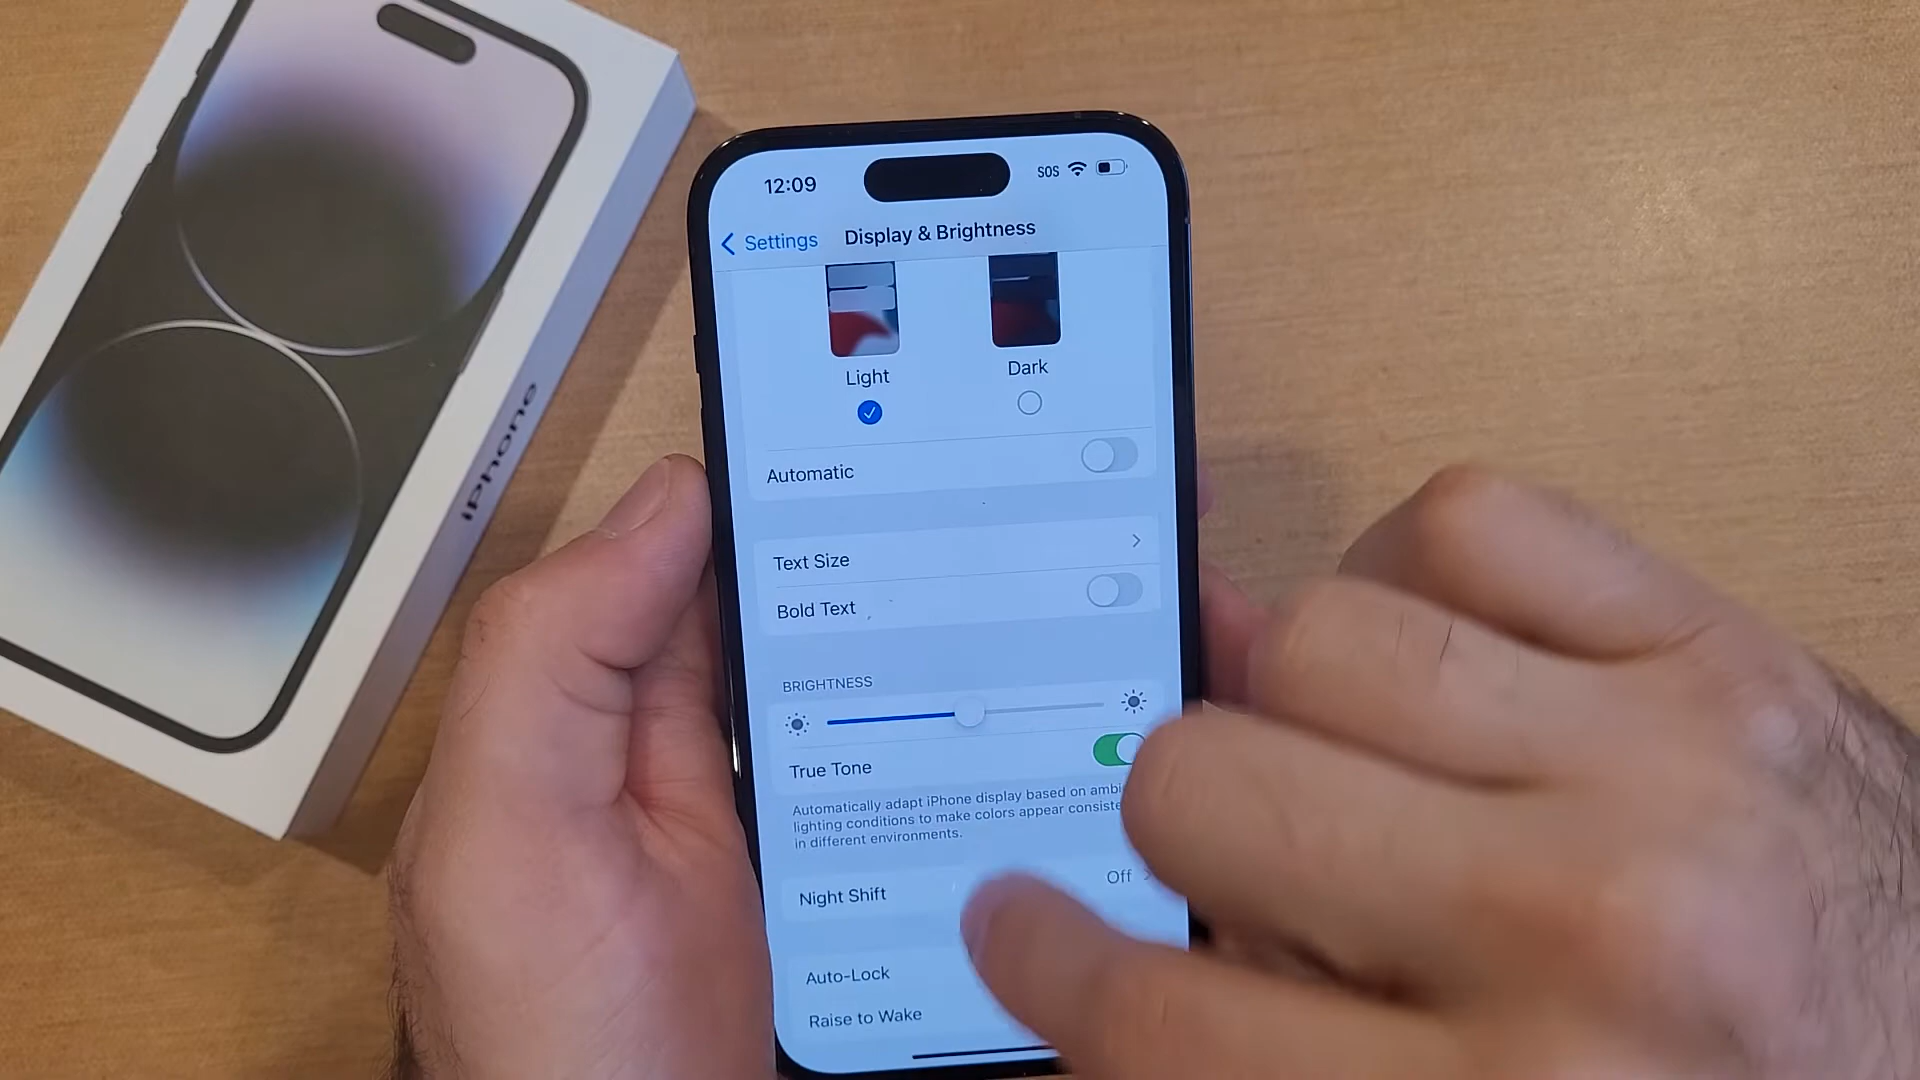 iPhone
12:09
SOS
Settings
Display & Brightness
Light
Dark
Automatic
Text Size
Bold Text
BRIGHTNESS
True Tone
Automatically adapt iPhone display based on
lighting conditions to make colors appear
in different environments.
Night Shift
Off
Auto-Lock
Raise to Wake